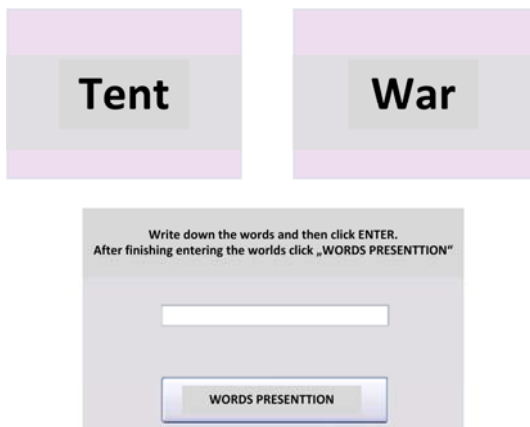 Tent
War
Write down the words and then click ENTER.
After finishing entering the worlds click „WORDS PRESENTTION“
WORDS PRESENTTION